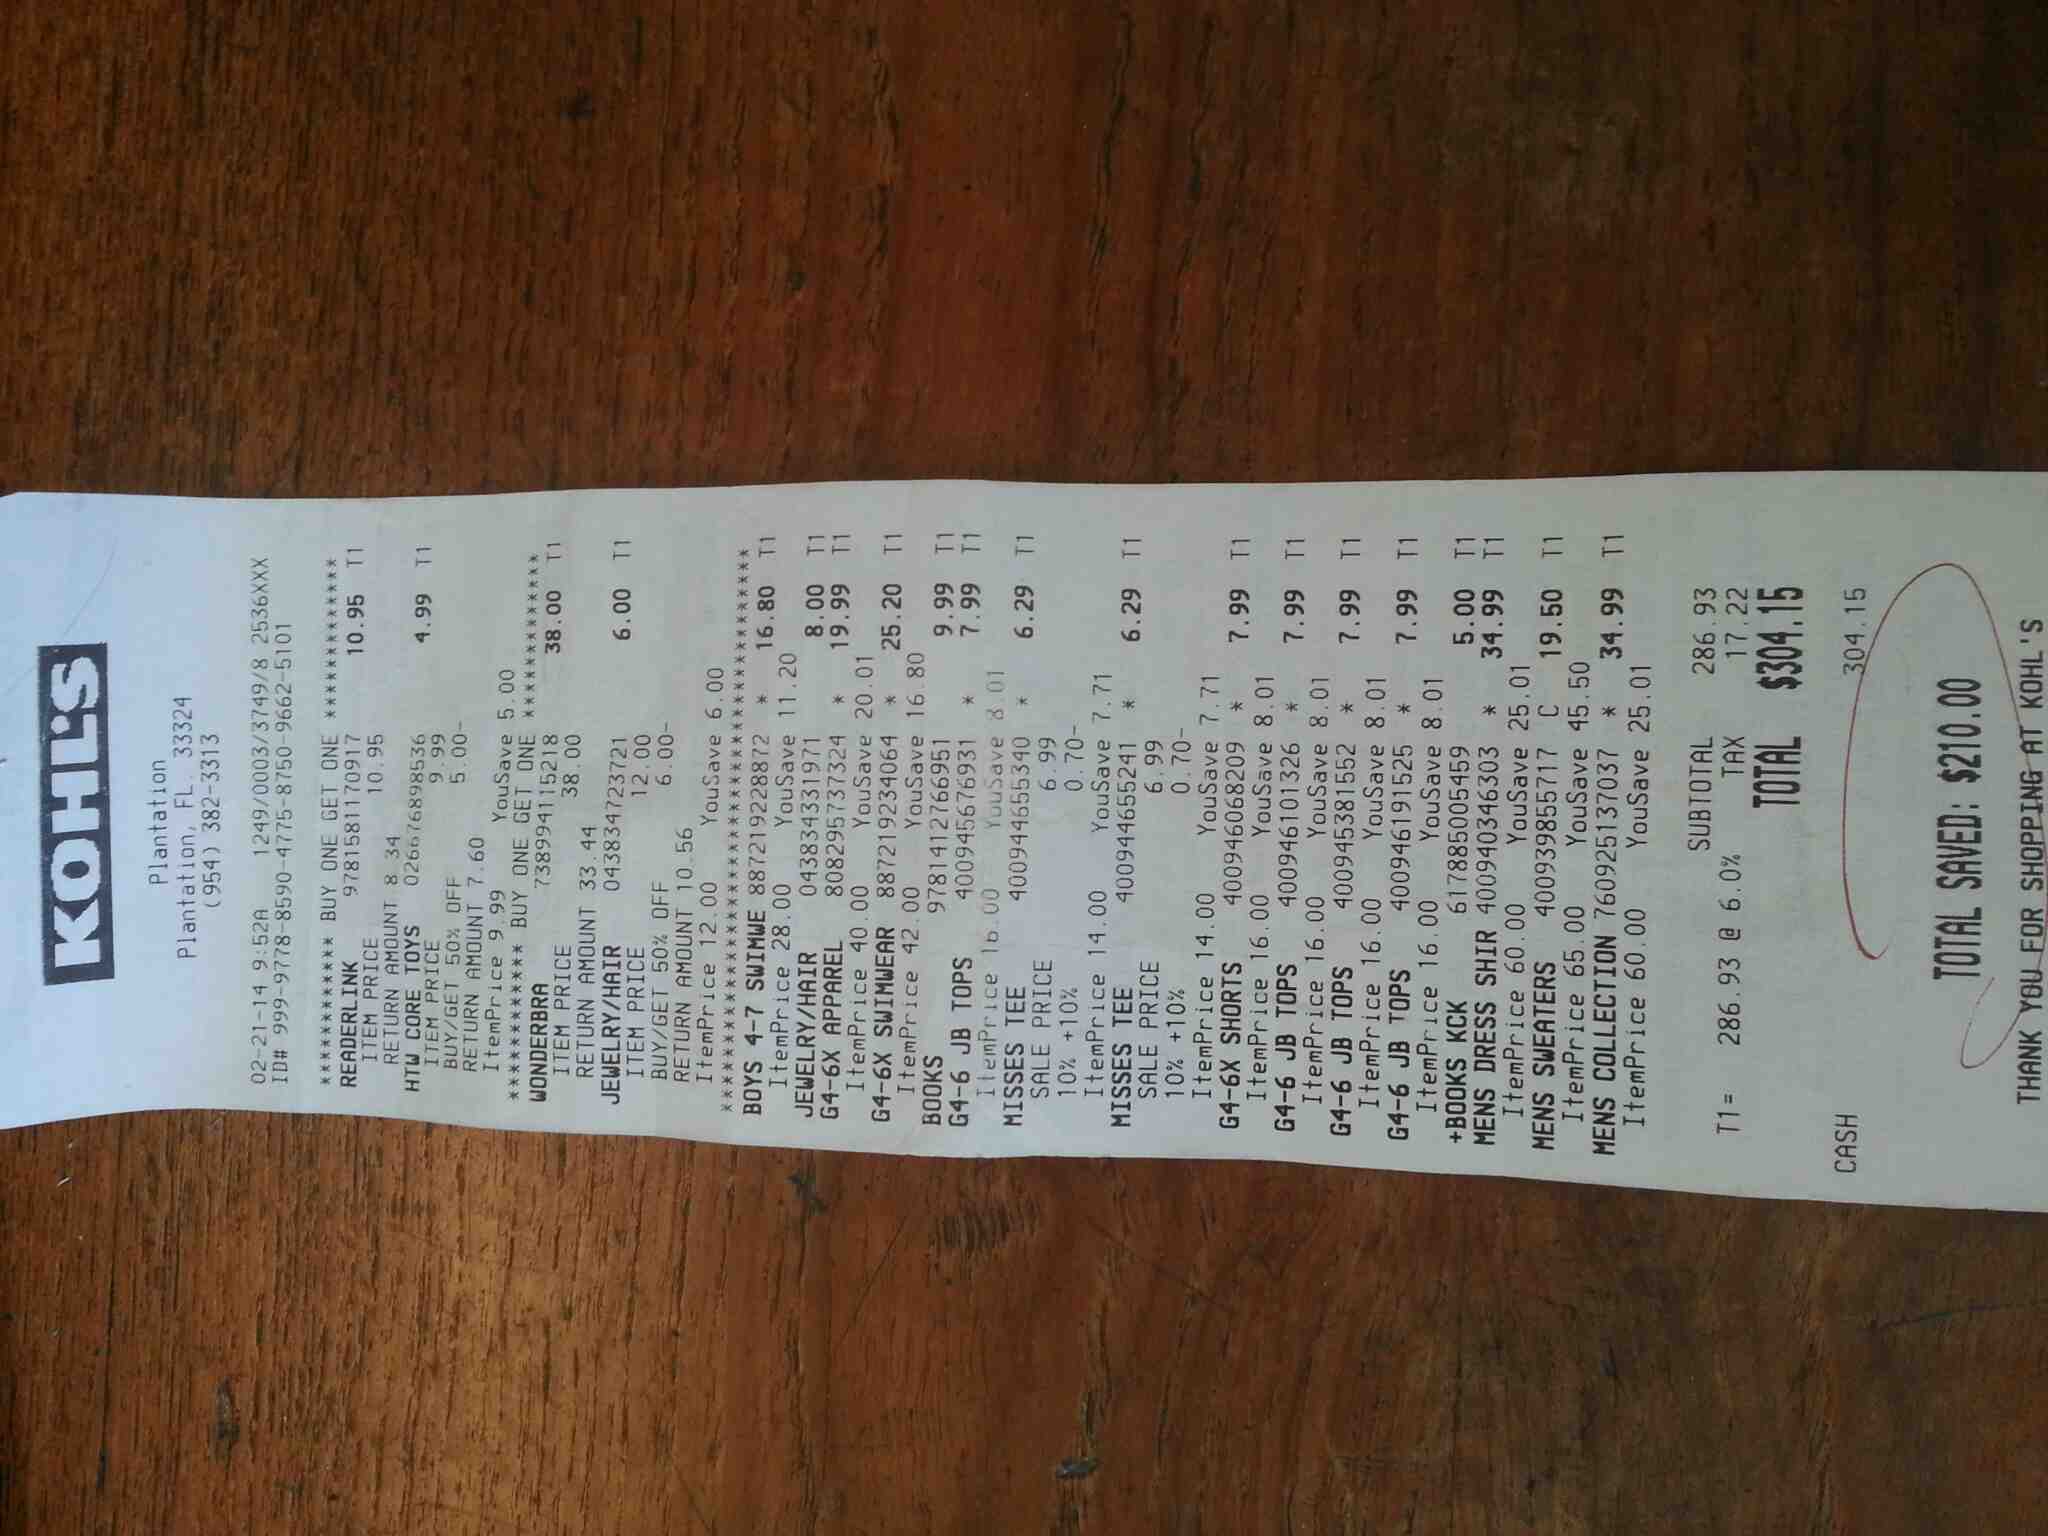 KOHL'S
Plantation
Plantation, FL. 33324
(954) 382-3313
02-21-14 9:52A 1249/0003/3749/8 2536XXX
ID# 999-9778-8590-4775-8750-9662-5101
*********** BUY ONE GET ONE ***********
READERLINK 9781581170917 10.95 T1
ITEM PRICE 10.95
RETURN AMOUNT 8.34
HTW CORE TOYS 026676898536 4.99 T1
ITEM PRICE 9.99
BUY/GET 50% OFF 5.00-
RETURN AMOUNT 7.60
ItemPrice 9.99 YouSave 5.00
*********** BUY ONE GET ONE ***********
WONDERBRA 738994115218 38.00 T1
ITEM PRICE 38.00
RETURN AMOUNT 33.44
JEWELRY/HAIR 043834723721 6.00 T1
ITEM PRICE 12.00
BUY/GET 50% OFF 6.00-
RETURN AMOUNT 10.56
ItemPrice 12.00 YouSave 6.00
***************************************
BOYS 4-7 SWIMWE 887219228872 * 16.80 T1
ItemPrice 28.00 YouSave 11.20
JEWELRY/HAIR 043834331971 8.00 T1
G4-6X APPAREL 808295737324 * 19.99 T1
ItemPrice 40.00 YouSave 20.01
G4-6X SWIMWEAR 887219234064 * 25.20 T1
ItemPrice 42.00 YouSave 16.80
BOOKS 9781412766951 9.99 T1
G4-6 JB TOPS 400945676931 * 7.99 T1
ItemPrice 16.00 YouSave 8.01
MISSES TEE 400944655340 * 6.29 T1
SALE PRICE 6.99
10% +10% 0.70-
ItemPrice 14.00 YouSave 7.71
MISSES TEE 400944655241 * 6.29 T1
SALE PRICE 6.99
10% +10% 0.70-
ItemPrice 14.00 YouSave 7.71
G4-6X SHORTS 400946068209 * 7.99 T1
ItemPrice 16.00 YouSave 8.01
G4-6 JB TOPS 400946101326 * 7.99 T1
ItemPrice 16.00 YouSave 8.01
G4-6 JB TOPS 400945381552 * 7.99 T1
ItemPrice 16.00 YouSave 8.01
G4-6 JB TOPS 400946191525 * 7.99 T1
ItemPrice 16.00 YouSave 8.01
+BOOKS KCK 617885005459 5.00 T1
MENS DRESS SHIR 400940346303 * 34.99 T1
ItemPrice 60.00 YouSave 25.01
MENS SWEATERS 400939855717 C 19.50 T1
ItemPrice 65.00 YouSave 45.50
MENS COLLECTION 760925137037 * 34.99 T1
ItemPrice 60.00 YouSave 25.01
SUBTOTAL 286.93
T1= 286.93 @ 6.0% TAX 17.22
TOTAL $304.15
CASH 304.15
TOTAL SAVED: $210.00
THANK YOU FOR SHOPPING AT KOHL'S